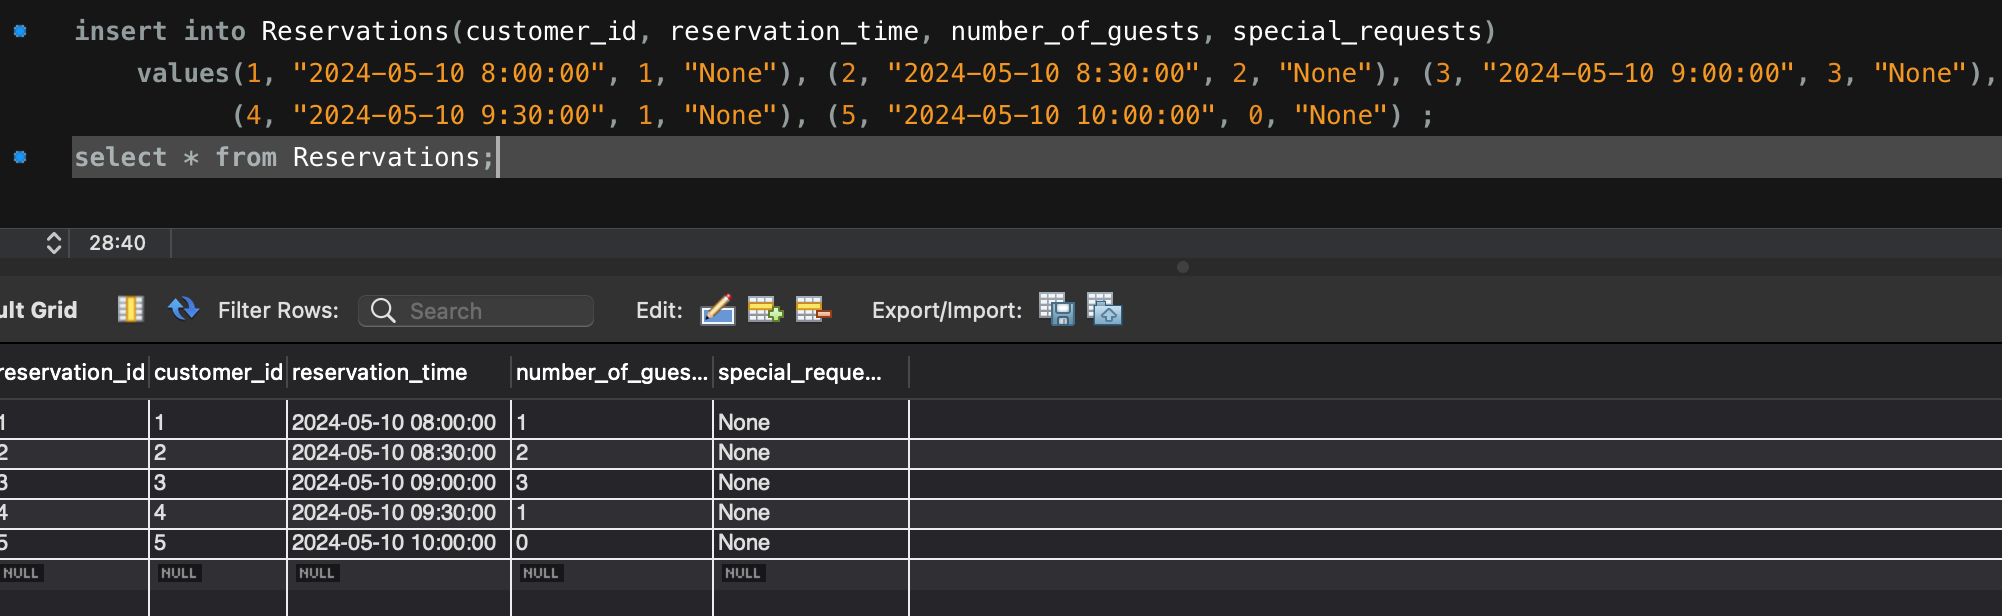 insert into Reservations(customer_id, reservation_time, number_of_guests, special_requests)
values(1, "2024-05-10 8:00:00", 1, "None"), (2, "2024-05-10 8:30:00", 2, "None"), (3, "2024-05-10 9:00:00", 3, "None"),
(4, "2024-05-10 9:30:00", 1, "None"), (5, "2024-05-10 10:00:00", 0, "None") ;
select * from Reservations;
28:40
ult Grid Filter Rows: Search Edit: Export/Import:
reservation_id customer_id reservation_time number_of_gues... special_reque...
1 1 2024-05-10 08:00:00 1 None
2 2 2024-05-10 08:30:00 2 None
3 3 2024-05-10 09:00:00 3 None
4 4 2024-05-10 09:30:00 1 None
5 5 2024-05-10 10:00:00 0 None
NULL NULL NULL NULL NULL